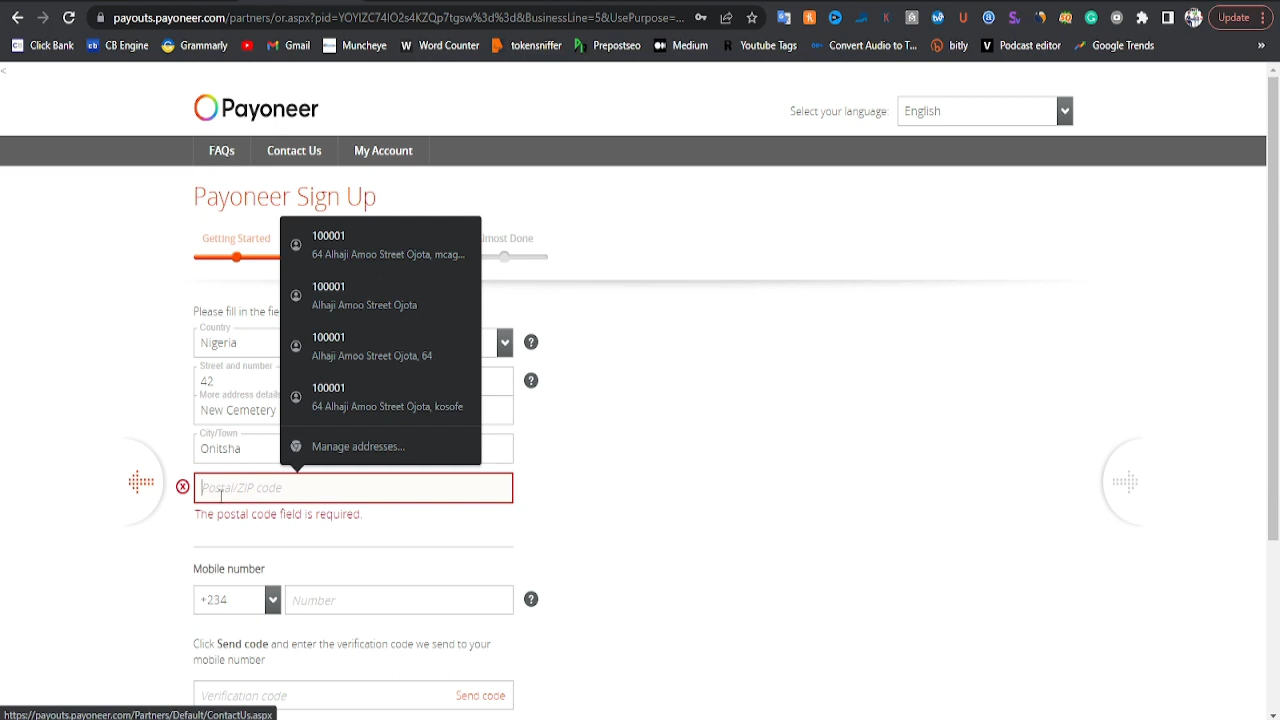 payouts.payoneer.com/partners/or.aspx?pid=YOYIZC74IO2s4KZQp7tgsw%3d%3d&BusinessLine=5&UsePurpose=...
Update
Click Bank
CB Engine
Grammarly
Gmail
Muncheye
Word Counter
tokensniffer
Prepostseo
Medium
Youtube Tags
Convert Audio to T...
bitly
Podcast editor
Google Trends
»
<
Payoneer
Select your language:
English
FAQs
Contact Us
My Account
Payoneer Sign Up
Getting Started
lmost Done
100001
64 Alhaji Amoo Street Ojota, mcag...
100001
Alhaji Amoo Street Ojota
100001
Alhaji Amoo Street Ojota, 64
100001
64 Alhaji Amoo Street Ojota, kosofe
Manage addresses...
Please fill in the fie
Country
Nigeria
?
Street and number
42
?
More address details
New Cemetery
City/Town
Onitsha
Postal/ZIP code
The postal code field is required.
Mobile number
+234
Number
?
Click Send code and enter the verification code we send to your
mobile number
Verification code
Send code
https://payouts.payoneer.com/Partners/Default/ContactUs.aspx